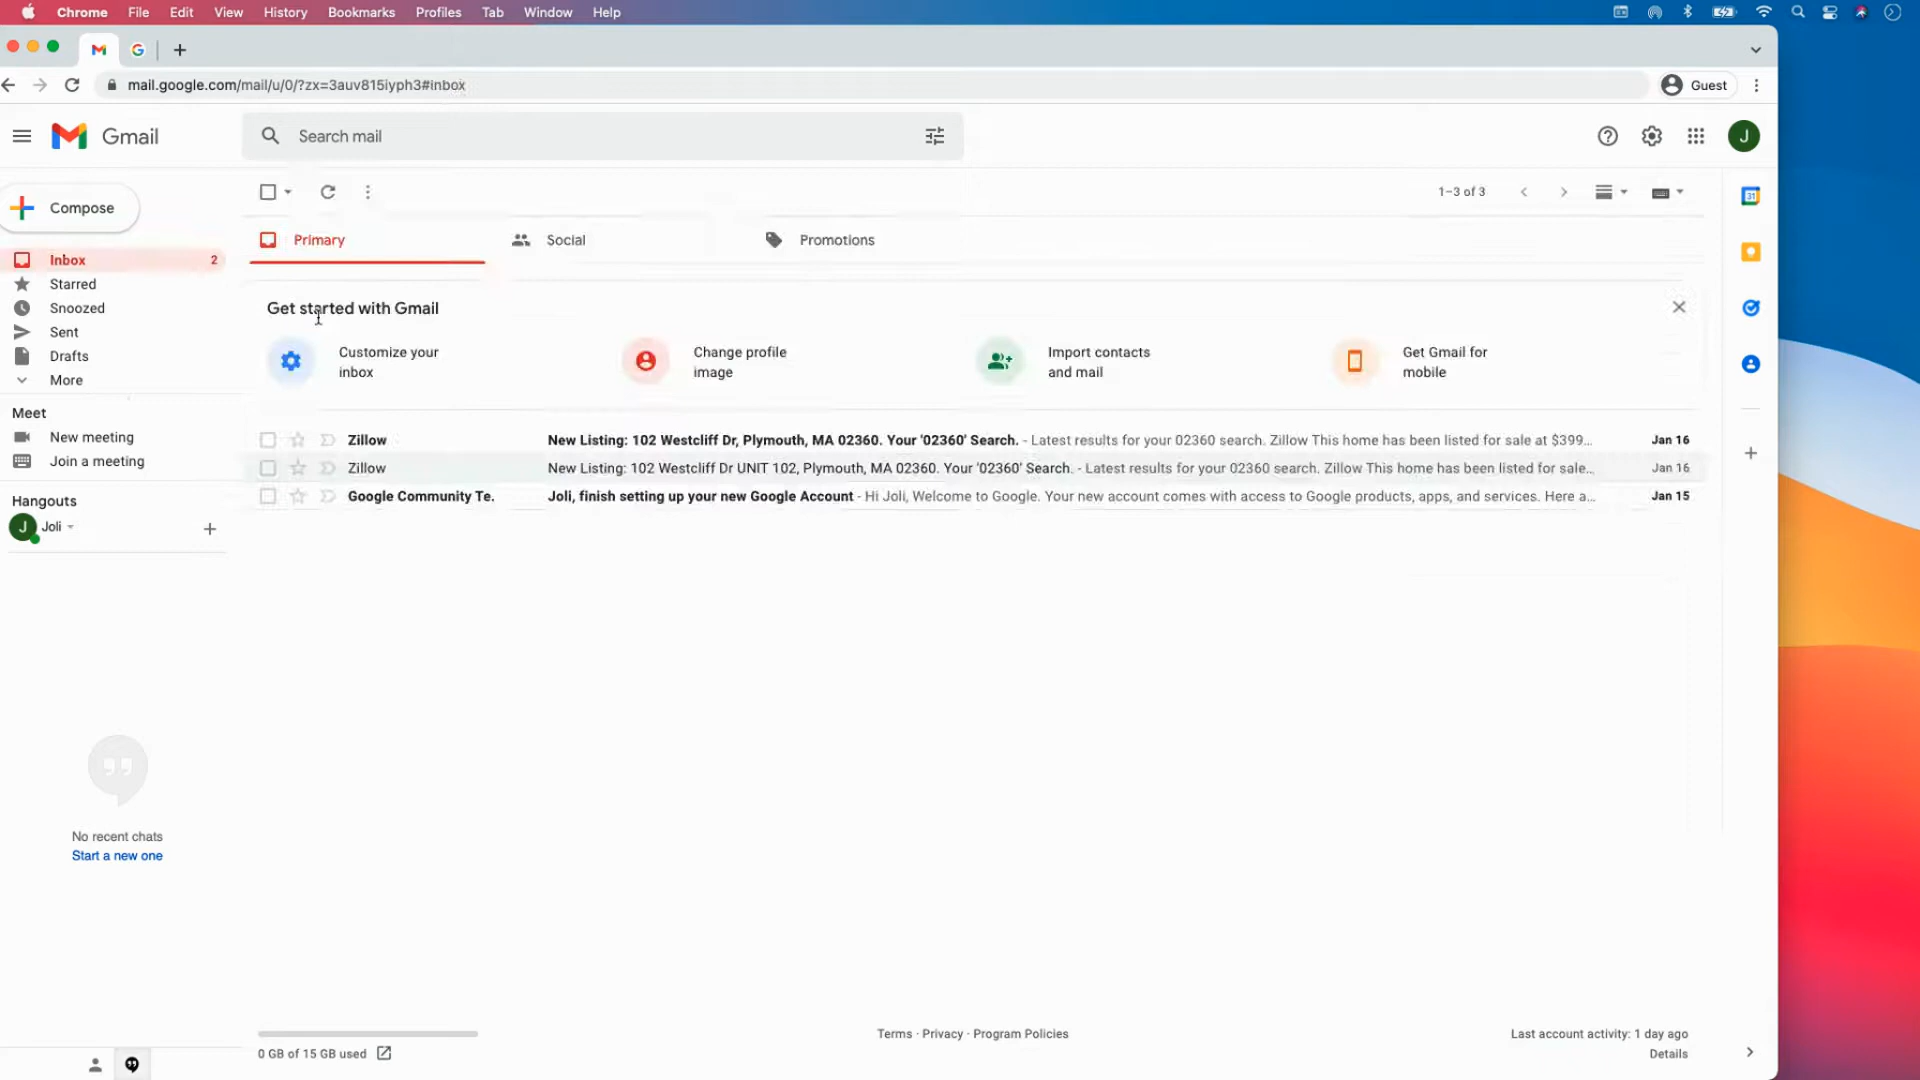 Chrome File Edit View History Bookmarks Profiles Tab Window Help
mail.google.com/mail/u/0/?zx=3auv815iyph3#inbox
Guest
Gmail
Search mail
J
Compose
1–3 of 3
31
Primary
Social
Promotions
Inbox 2
Starred
Snoozed
Sent
Drafts
More
Get started with Gmail
Customize your
inbox
Change profile
image
Import contacts
and mail
Get Gmail for
mobile
Meet
New meeting
Join a meeting
Zillow New Listing: 102 Westcliff Dr, Plymouth, MA 02360. Your '02360' Search. - Latest results for your 02360 search. Zillow This home has been listed for sale at $399... Jan 16
Zillow New Listing: 102 Westcliff Dr UNIT 102, Plymouth, MA 02360. Your '02360' Search. - Latest results for your 02360 search. Zillow This home has been listed for sale... Jan 16
Google Community Te. Joli, finish setting up your new Google Account - Hi Joli, Welcome to Google. Your new account comes with access to Google products, apps, and services. Here a... Jan 15
Hangouts
J Joli
No recent chats
Start a new one
0 GB of 15 GB used
Terms · Privacy · Program Policies
Last account activity: 1 day ago
Details